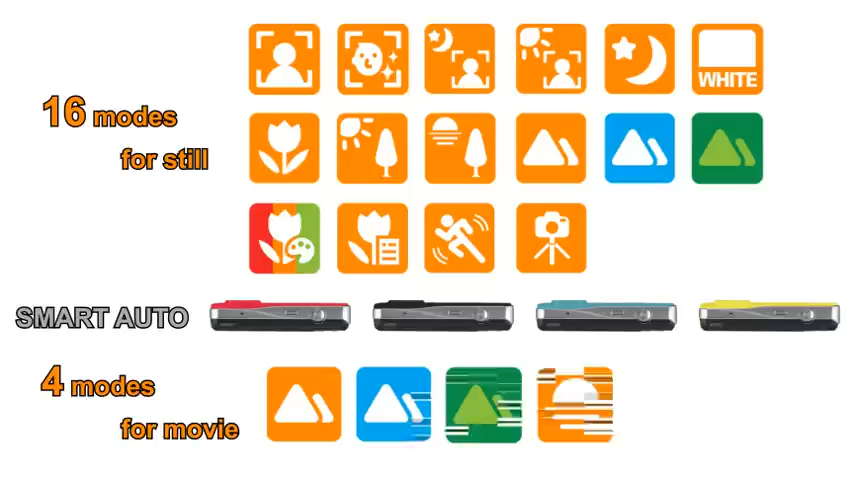 WHITE
16 modes
for still
SMART AUTO
4 modes
for movie